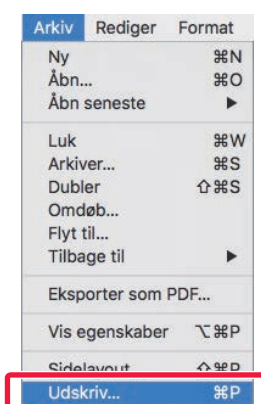 Arkiv Rediger Format
Ny ⌘N
Åbn... ⌘O
Åbn seneste ▶
Luk ⌘W
Arkiver... ⌘S
Dubler ⇧⌘S
Omdøb...
Flyt til...
Tilbage til ▶
Eksporter som PDF...
Vis egenskaber ⌥⌘P
Sidelayout... ⇧⌘P
Udskriv... ⌘P